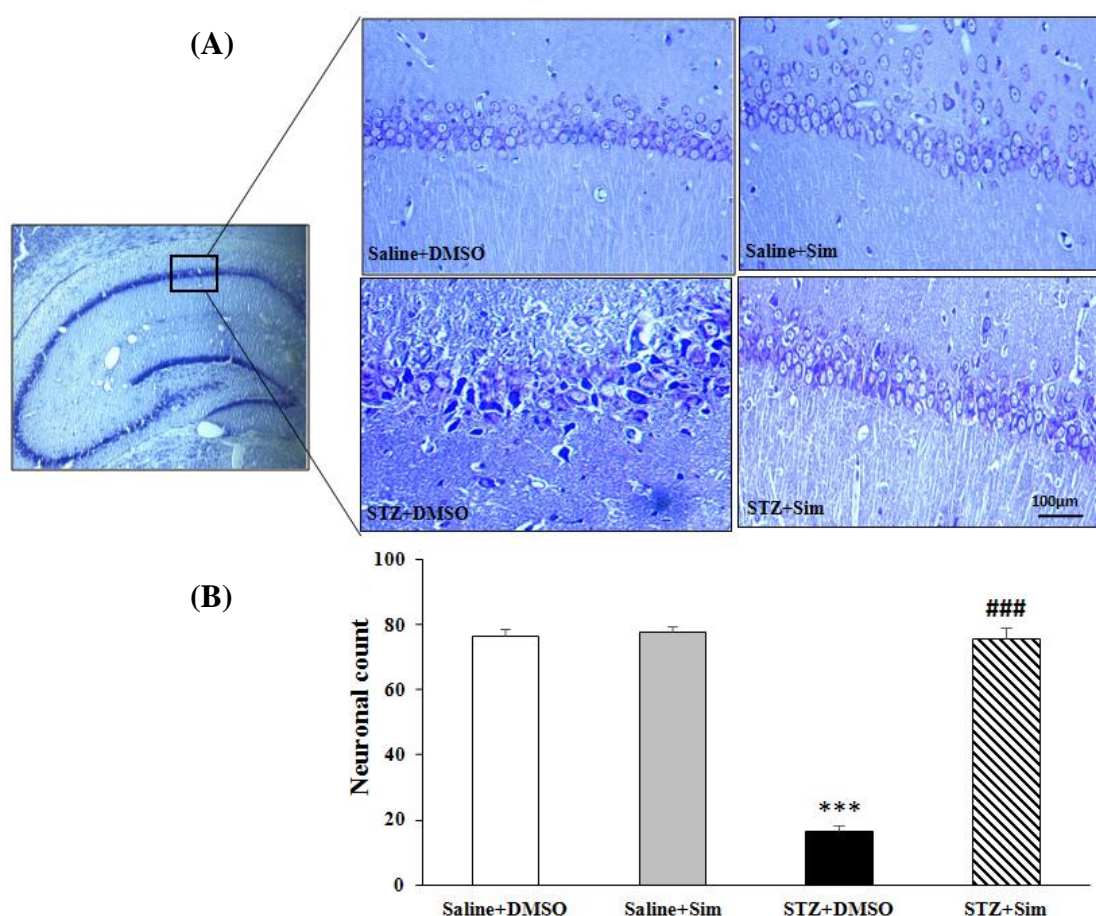 (A)
Saline+DMSO
Saline+Sim
STZ+DMSO
STZ+Sim
100µm
(B)
Neuronal count
100
80
60
40
20
0
***
###
Saline+DMSO
Saline+Sim
STZ+DMSO
STZ+Sim